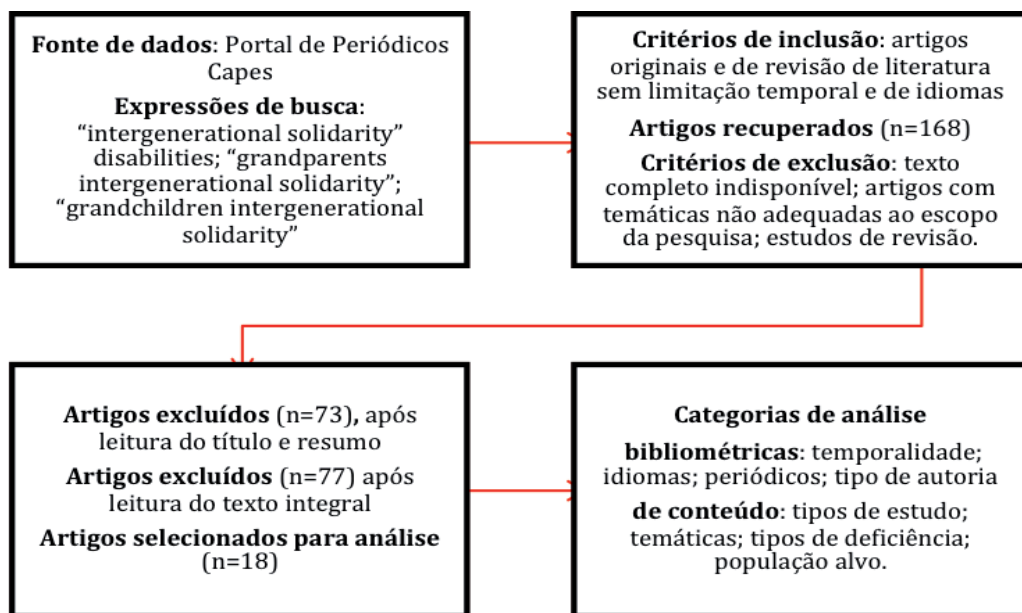 Fonte de dados: Portal de Periódicos
Capes
Expressões de busca:
“intergenerational solidarity”
disabilities; “grandparents
intergenerational solidarity”;
“grandchildren intergenerational
solidarity”
Critérios de inclusão: artigos
originais e de revisão de literatura
sem limitação temporal e de idiomas
Artigos recuperados (n=168)
Critérios de exclusão: texto
completo indisponível; artigos com
temáticas não adequadas ao escopo
da pesquisa; estudos de revisão.
Artigos excluídos (n=73), após
leitura do título e resumo
Artigos excluídos (n=77) após
leitura do texto integral
Artigos selecionados para análise
(n=18)
Categorias de análise
bibliométricas: temporalidade;
idiomas; periódicos; tipo de autoria
de conteúdo: tipos de estudo;
temáticas; tipos de deficiência;
população alvo.